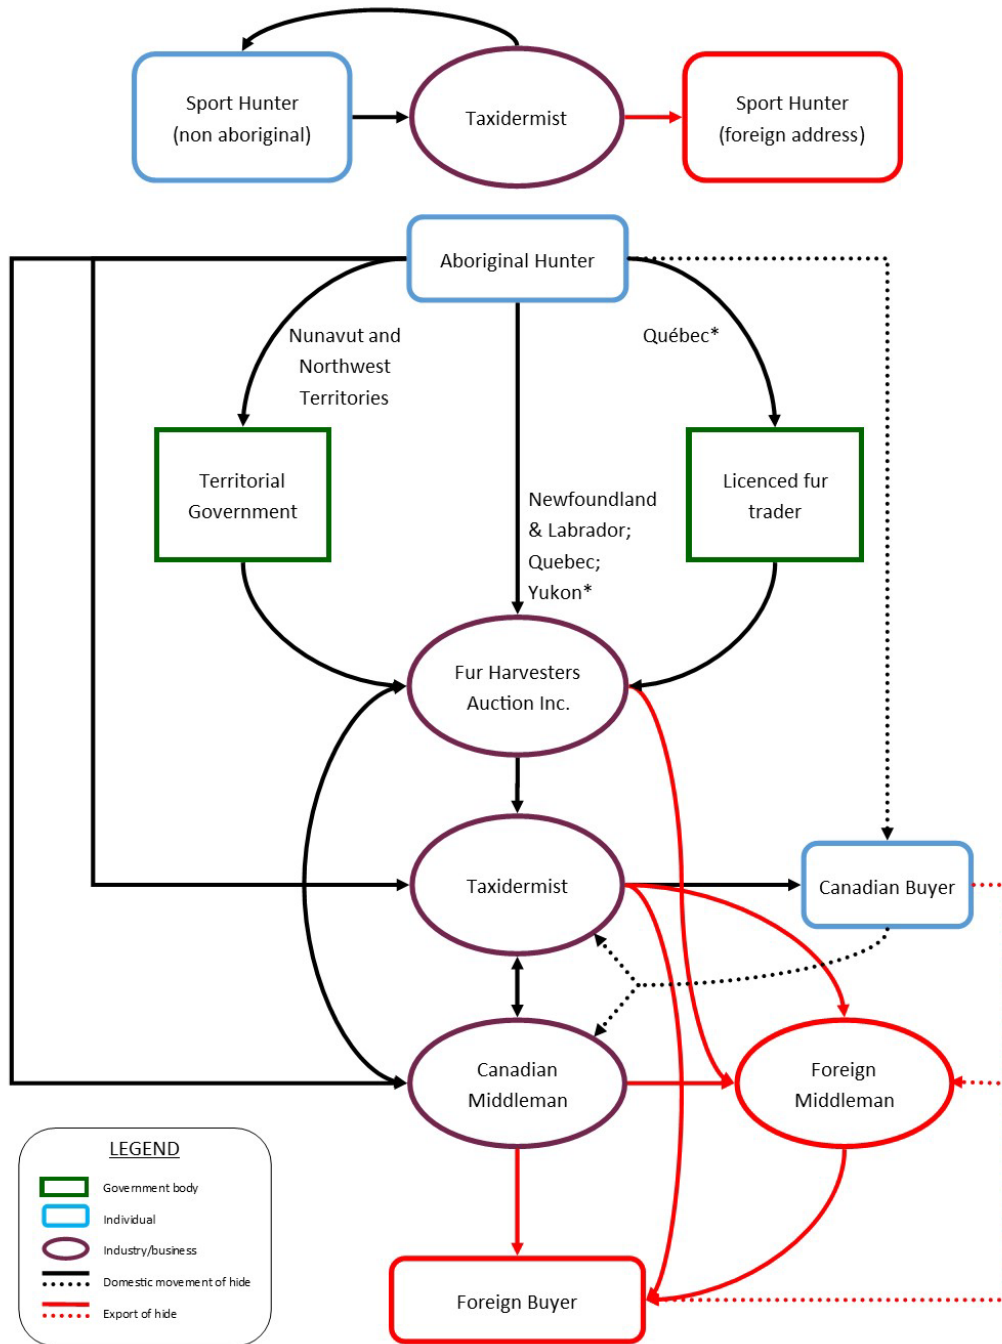 Sport Hunter
(non aboriginal)
Taxidermist
Sport Hunter
(foreign address)
Aboriginal Hunter
Nunavut and
Northwest
Territories
Québec*
Territorial
Government
Newfoundland
& Labrador;
Quebec;
Yukon*
Licenced fur
trader
Fur Harvesters
Auction Inc.
Taxidermist
Canadian Buyer
Canadian
Middleman
Foreign
Middleman
LEGEND
Government body
Individual
Industry/business
Domestic movement of hide
Export of hide
Foreign Buyer